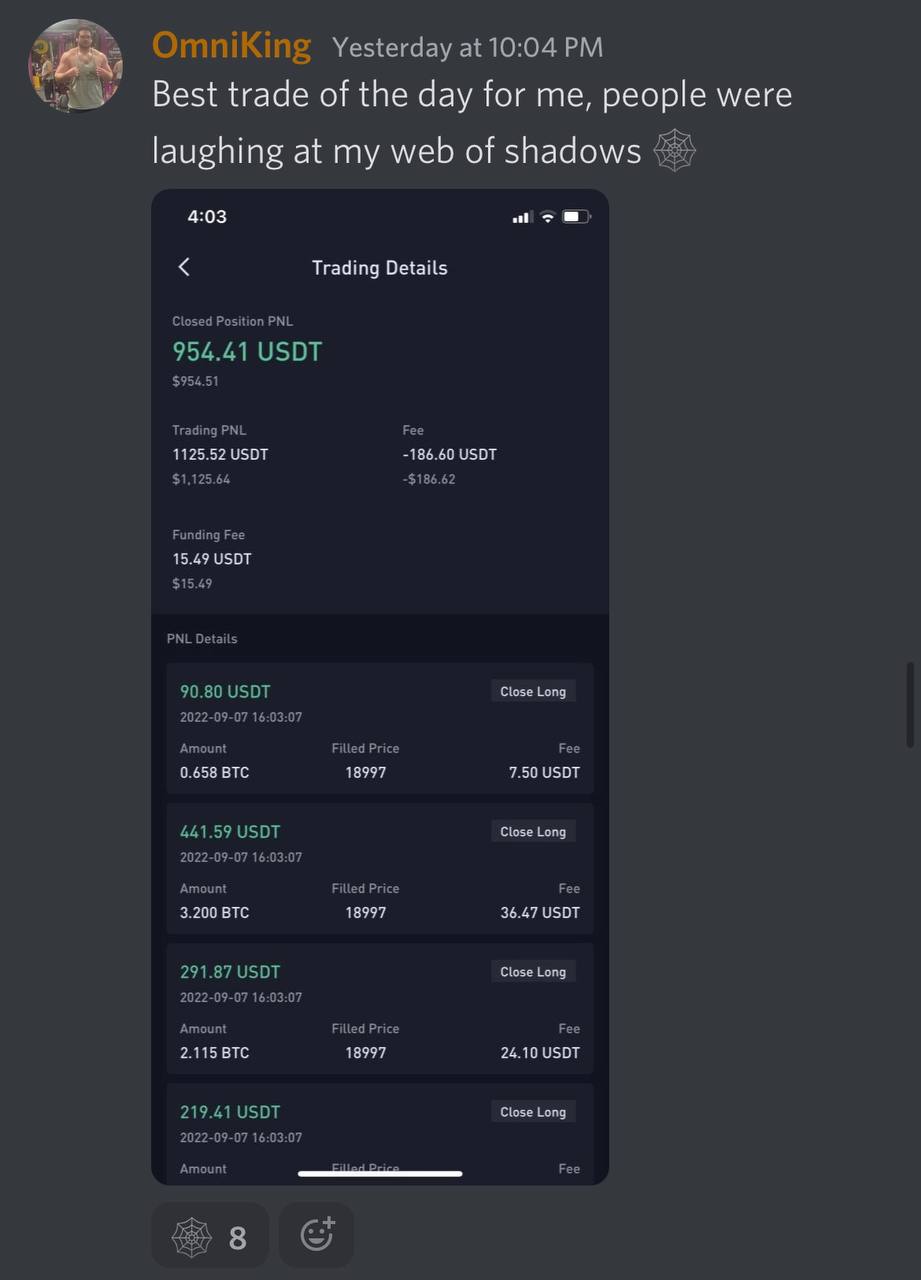 OmniKing Yesterday at 10:04 PM
Best trade of the day for me, people were
laughing at my web of shadows 🕸
4:03
Trading Details
Closed Position PNL
954.41 USDT
$954.51
Trading PNL Fee
1125.52 USDT -186.60 USDT
$1,125.64 -$186.62
Funding Fee
15.49 USDT
$15.49
PNL Details
90.80 USDT Close Long
2022-09-07 16:03:07
Amount Filled Price Fee
0.658 BTC 18997 7.50 USDT
441.59 USDT Close Long
2022-09-07 16:03:07
Amount Filled Price Fee
3.200 BTC 18997 36.47 USDT
291.87 USDT Close Long
2022-09-07 16:03:07
Amount Filled Price Fee
2.115 BTC 18997 24.10 USDT
219.41 USDT Close Long
2022-09-07 16:03:07
Amount Filled Price Fee
🕸 8